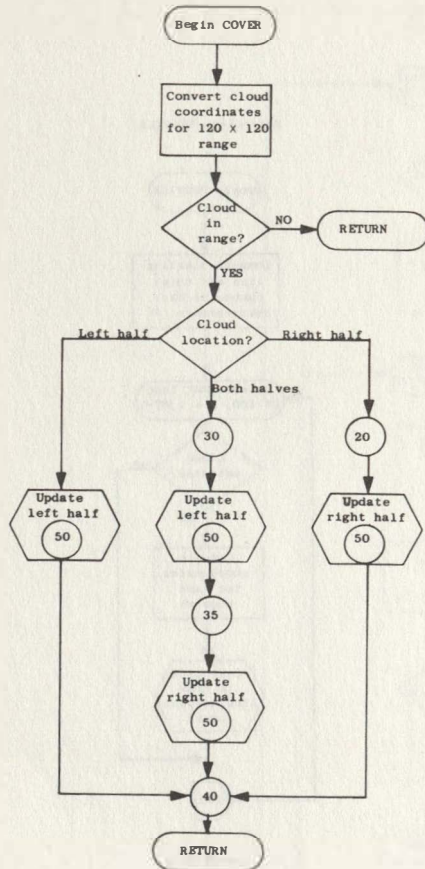 Begin COVER
Convert cloud
coordinates
for 120 x 120
range
Cloud
in
range?
NO
RETURN
YES
Cloud
location?
Left half
Right half
Both halves
30
20
Update
left half
50
Update
left half
50
Update
right half
50
35
Update
right half
50
40
RETURN